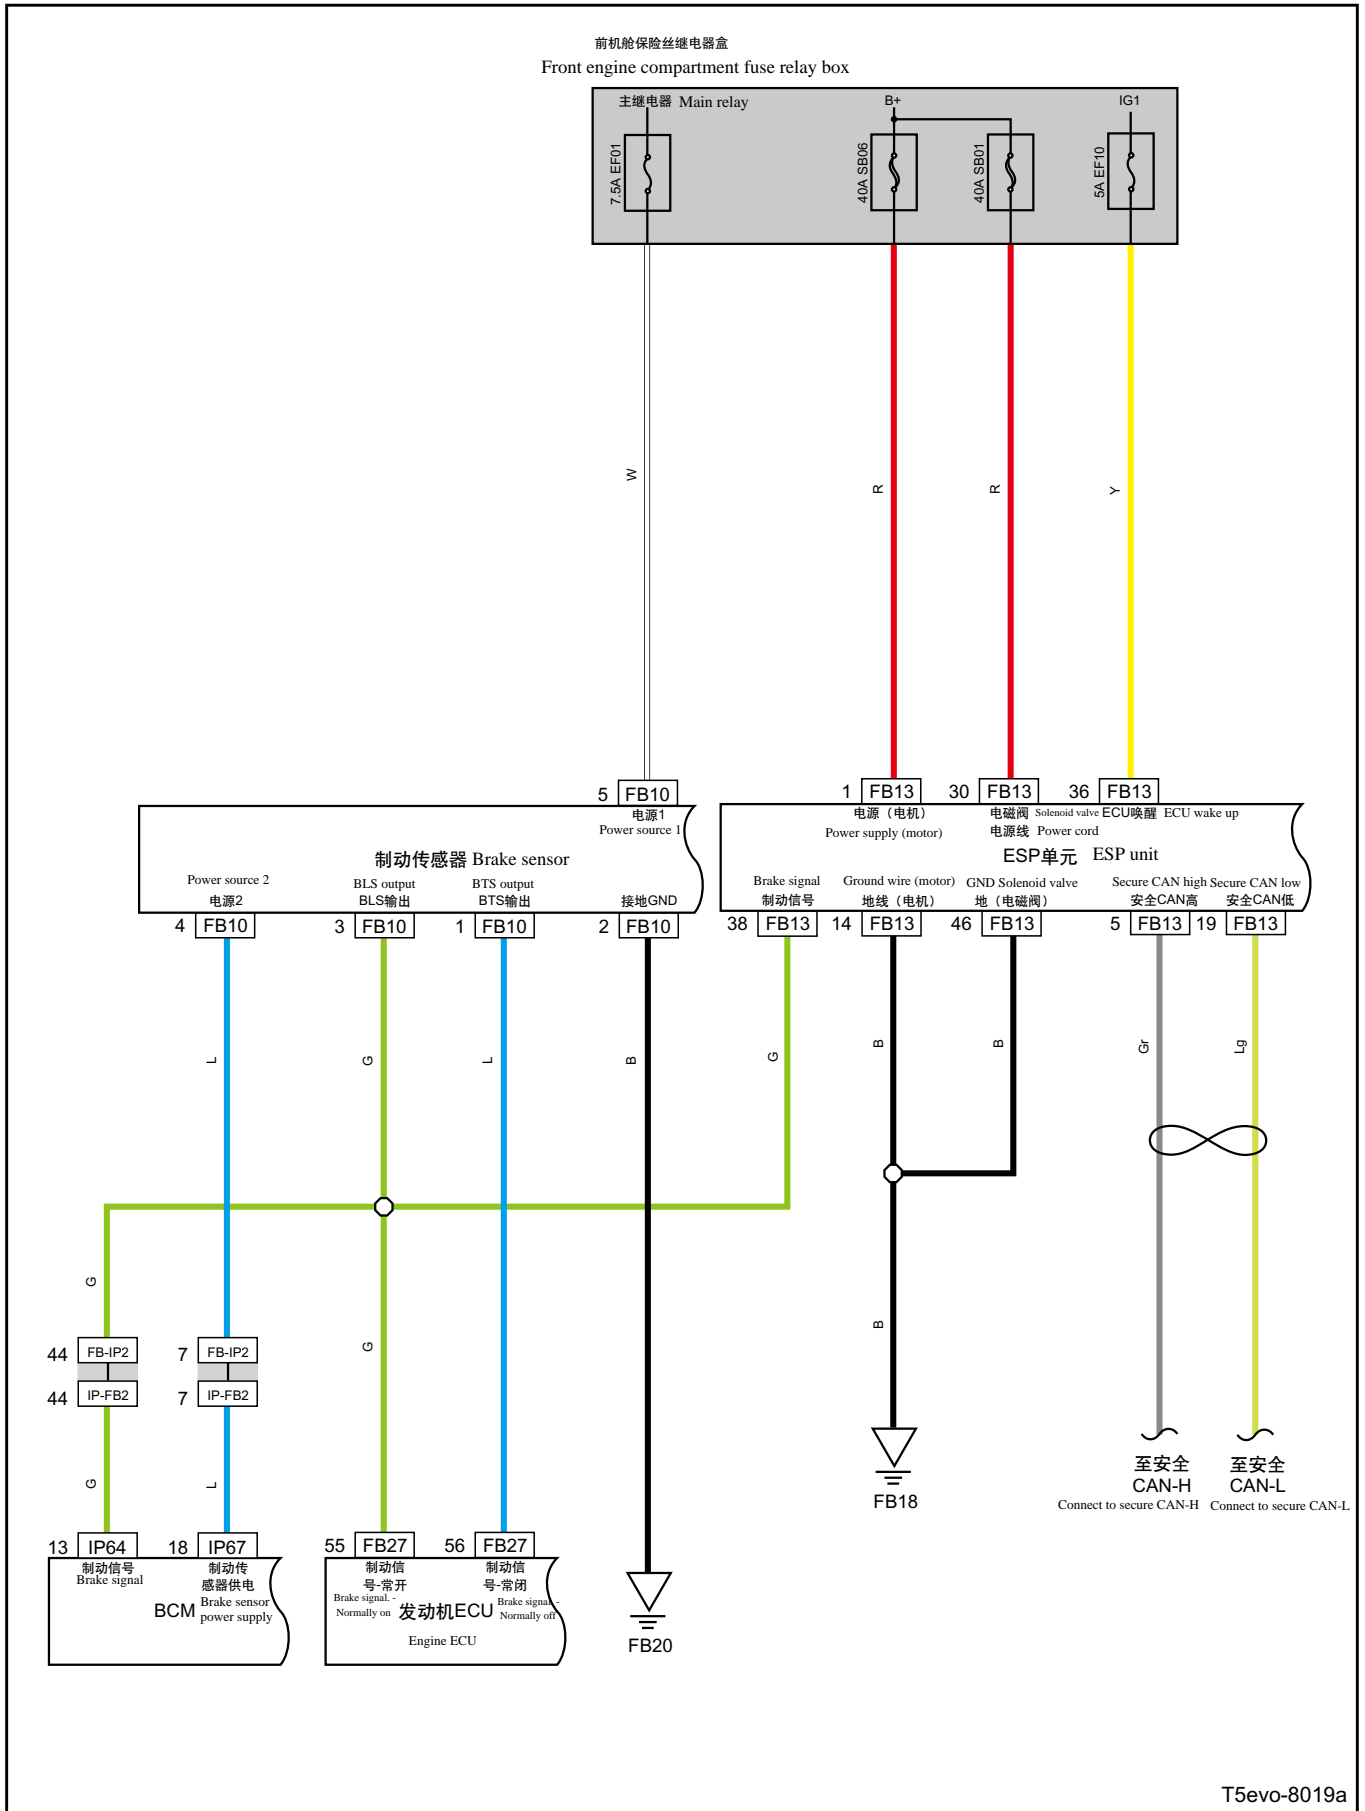 前机舱保险丝继电器盒
Front engine compartment fuse relay box
主继电器 Main relay
B+
IG1
7.5A EF01
40A SB06
40A SB01
5A EF10
W
R
R
Y
5 FB10
1 FB13
30 FB13
36 FB13
电源1
Power source 1
电源（电机）
Power supply (motor)
电磁阀 Solenoid valve
电源线 Power cord
ECU唤醒 ECU wake up
制动传感器 Brake sensor
ESP单元 ESP unit
Power source 2
电源2
BLS output
BLS输出
BTS output
BTS输出
接地GND
Brake signal
制动信号
Ground wire (motor)
地线（电机）
GND Solenoid valve
地（电磁阀）
Secure CAN high
安全CAN高
Secure CAN low
安全CAN低
4 FB10
3 FB10
1 FB10
2 FB10
38 FB13
14 FB13
46 FB13
5 FB13
19 FB13
L
G
L
B
G
B
B
Gr
Lg
G
G
B
44 FB-IP2
7 FB-IP2
44 IP-FB2
7 IP-FB2
G
L
至安全
CAN-H
Connect to secure CAN-H
至安全
CAN-L
Connect to secure CAN-L
FB18
13 IP64
18 IP67
55 FB27
56 FB27
制动信号
Brake signal
制动传
感器供电
Brake sensor
power supply
BCM
制动信
号-常开
Brake signal. -
Normally on
制动信
号-常闭
Brake signal. -
Normally off
发动机ECU
Engine ECU
FB20
T5evo-8019a